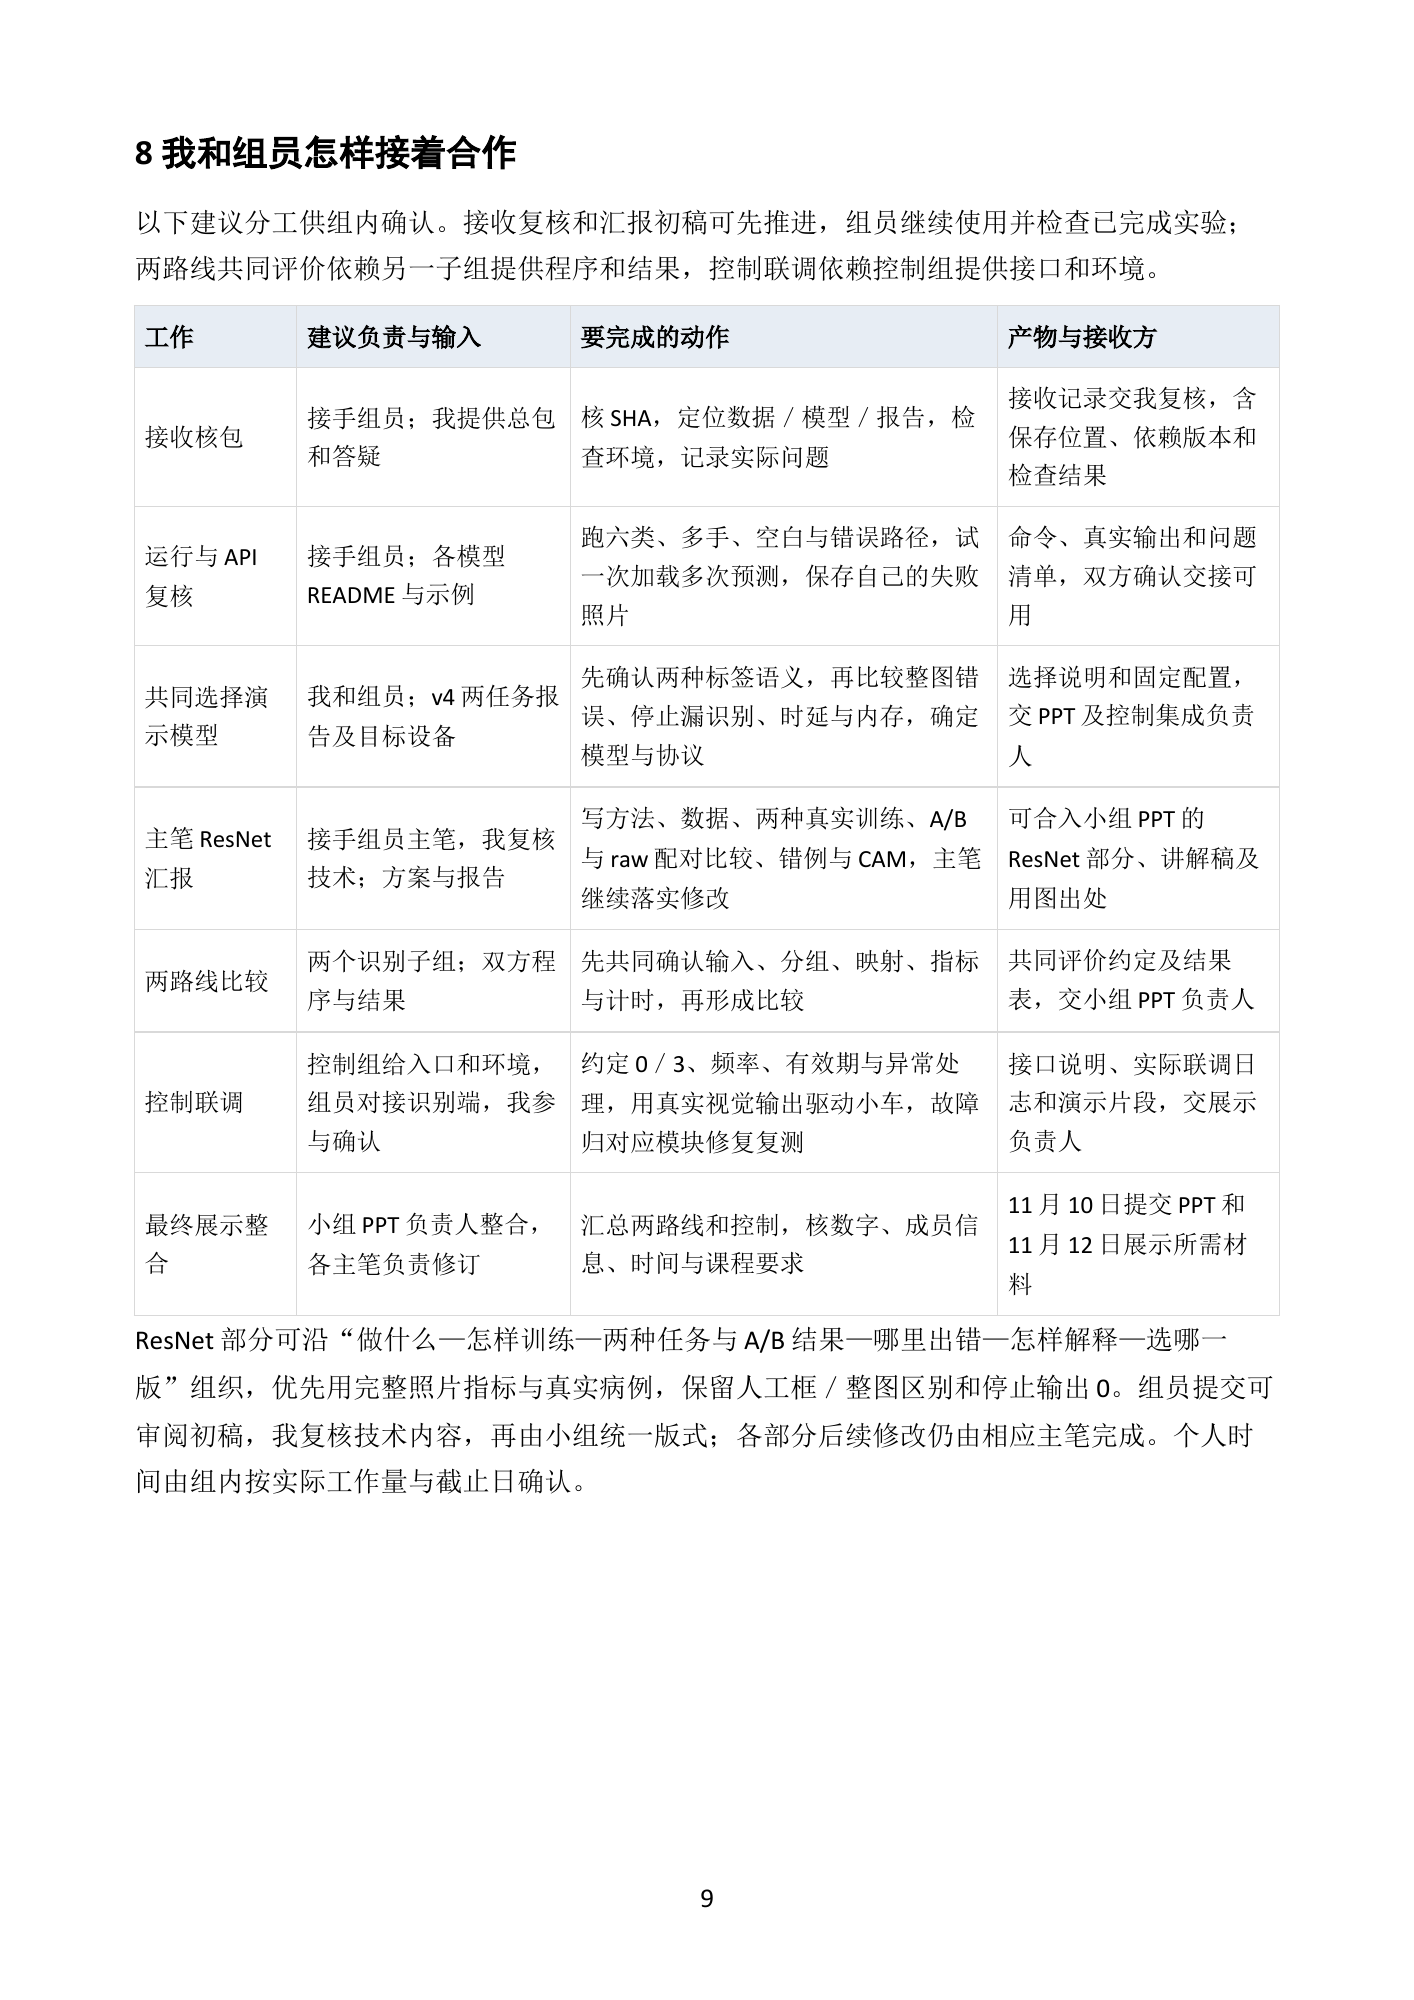 8 我和组员怎样接着合作
以下建议分工供组内确认。接收复核和汇报初稿可先推进，组员继续使用并检查已完成实验；
两路线共同评价依赖另一子组提供程序和结果，控制联调依赖控制组提供接口和环境。
工作
建议负责与输入
要完成的动作
产物与接收方
接收核包
接手组员；我提供总包
和答疑
核 SHA，定位数据／模型／报告，检
查环境，记录实际问题
接收记录交我复核，含
保存位置、依赖版本和
检查结果
运行与 API
复核
接手组员；各模型
README 与示例
跑六类、多手、空白与错误路径，试
一次加载多次预测，保存自己的失败
照片
命令、真实输出和问题
清单，双方确认交接可
用
共同选择演
示模型
我和组员；v4 两任务报
告及目标设备
先确认两种标签语义，再比较整图错
误、停止漏识别、时延与内存，确定
模型与协议
选择说明和固定配置，
交 PPT 及控制集成负责
人
主笔 ResNet
汇报
接手组员主笔，我复核
技术；方案与报告
写方法、数据、两种真实训练、A/B
与 raw 配对比较、错例与 CAM，主笔
继续落实修改
可合入小组 PPT 的
ResNet 部分、讲解稿及
用图出处
两路线比较
两个识别子组；双方程
序与结果
先共同确认输入、分组、映射、指标
与计时，再形成比较
共同评价约定及结果
表，交小组 PPT 负责人
控制联调
控制组给入口和环境，
组员对接识别端，我参
与确认
约定 0／3、频率、有效期与异常处
理，用真实视觉输出驱动小车，故障
归对应模块修复复测
接口说明、实际联调日
志和演示片段，交展示
负责人
最终展示整
合
小组 PPT 负责人整合，
各主笔负责修订
汇总两路线和控制，核数字、成员信
息、时间与课程要求
11 月 10 日提交 PPT 和
11 月 12 日展示所需材
料
ResNet 部分可沿“做什么—怎样训练—两种任务与 A/B 结果—哪里出错—怎样解释—选哪一
版”组织，优先用完整照片指标与真实病例，保留人工框／整图区别和停止输出 0。组员提交可
审阅初稿，我复核技术内容，再由小组统一版式；各部分后续修改仍由相应主笔完成。个人时
间由组内按实际工作量与截止日确认。
9